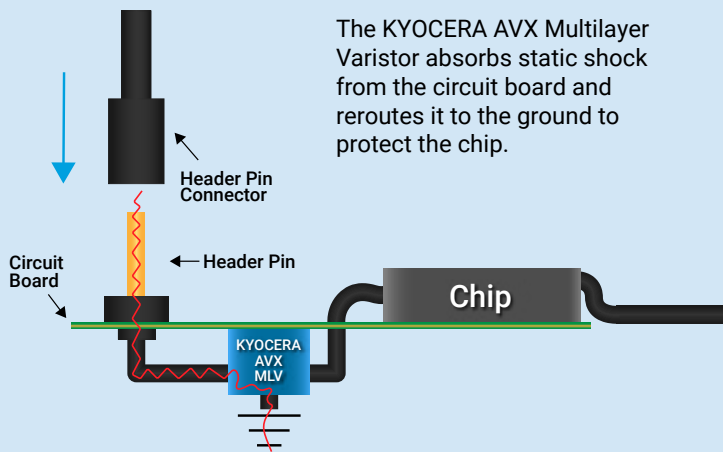 The KYOCERA AVX Multilayer
Varistor absorbs static shock
from the circuit board and
reroutes it to the ground to
protect the chip.
Header Pin
Connector
Circuit
Board
Header Pin
Chip
KYOCERA
AVX
MLV